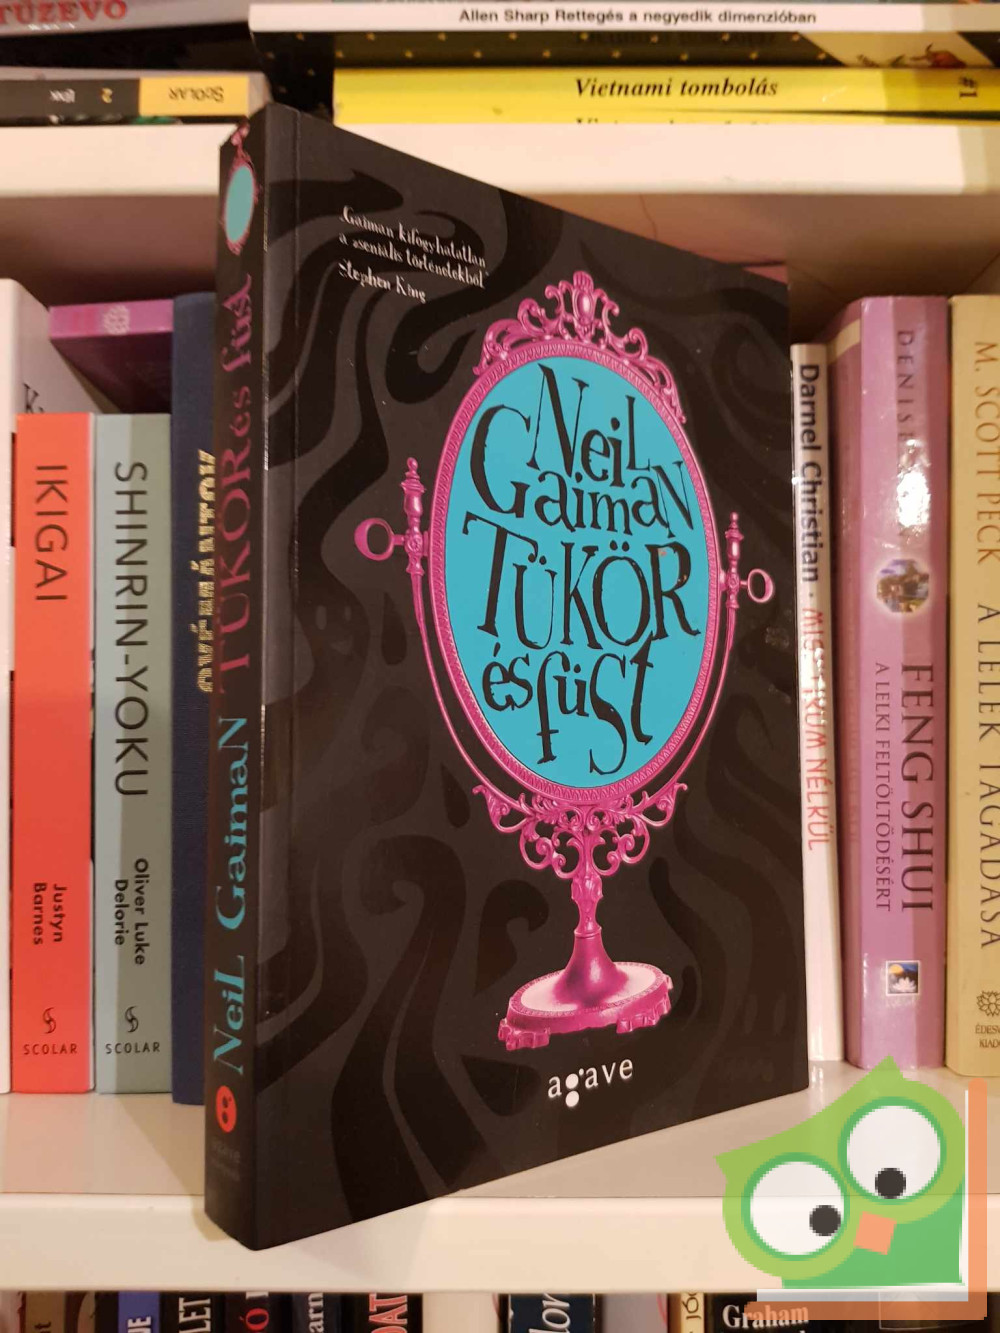 TŰZEVŐ
Allen Sharp Rettegés a negyedik dimenzióban
SCOLAR
2
Vietnami tombolás
#1
„Gaiman kifogyhatatlan
a zseniális történetekből”
Stephen King
Neil
Gaiman
TÜKÖR
és füst
agave
Neil Gaiman TÜKÖR és füst
IKIGAI
Justyn
Barnes
SCOLAR
SHINRIN-YOKU
Oliver Luke
Delorie
SCOLAR
Darnel Christian •
NÉLKÜL
FENG SHUI
A LELKI FELTÖLTŐDÉSÉRT
M. SCOTT PECK A LÉLEK TAGADÁSA
Graham